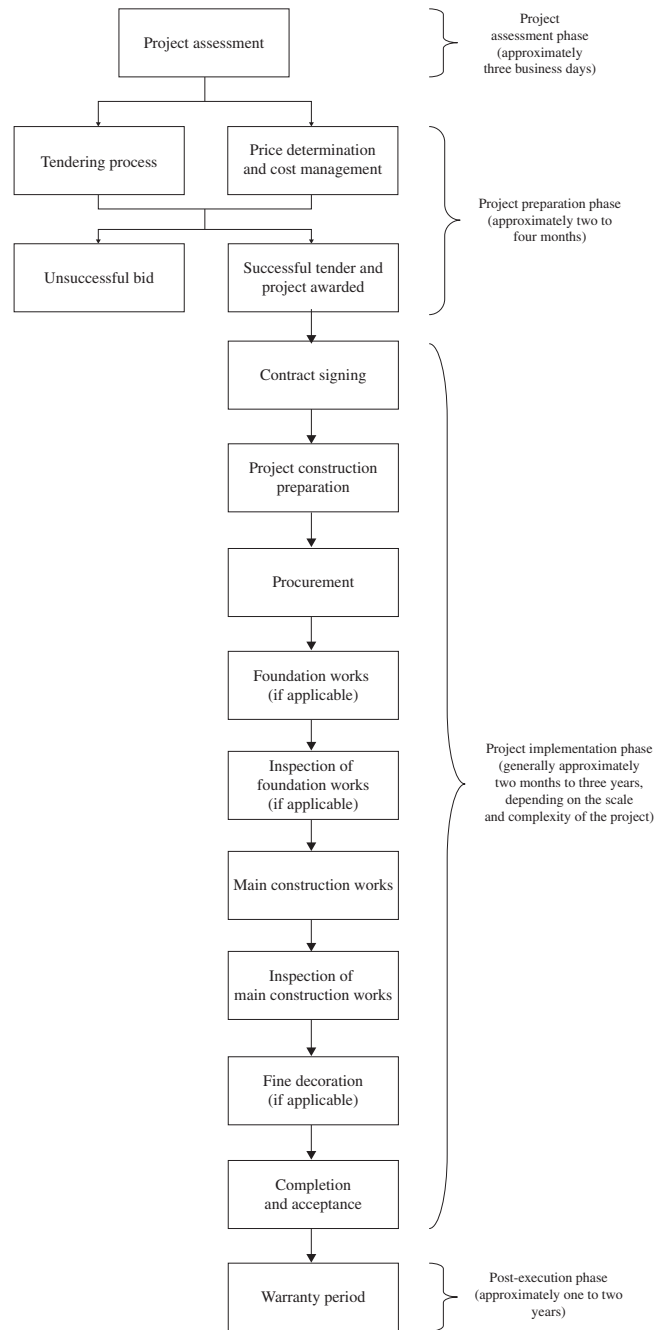 Project assessment
Project
assessment phase
(approximately
three business days)
Tendering process
Price determination
and cost management
Project preparation phase
(approximately two to
four months)
Unsuccessful bid
Successful tender and
project awarded
Contract signing
Project construction
preparation
Procurement
Foundation works
(if applicable)
Inspection of
foundation works
(if applicable)
Project implementation phase
(generally approximately
two months to three years,
depending on the scale
and complexity of the project)
Main construction works
Inspection of
main construction works
Fine decoration
(if applicable)
Completion
and acceptance
Warranty period
Post-execution phase
(approximately one to two
years)